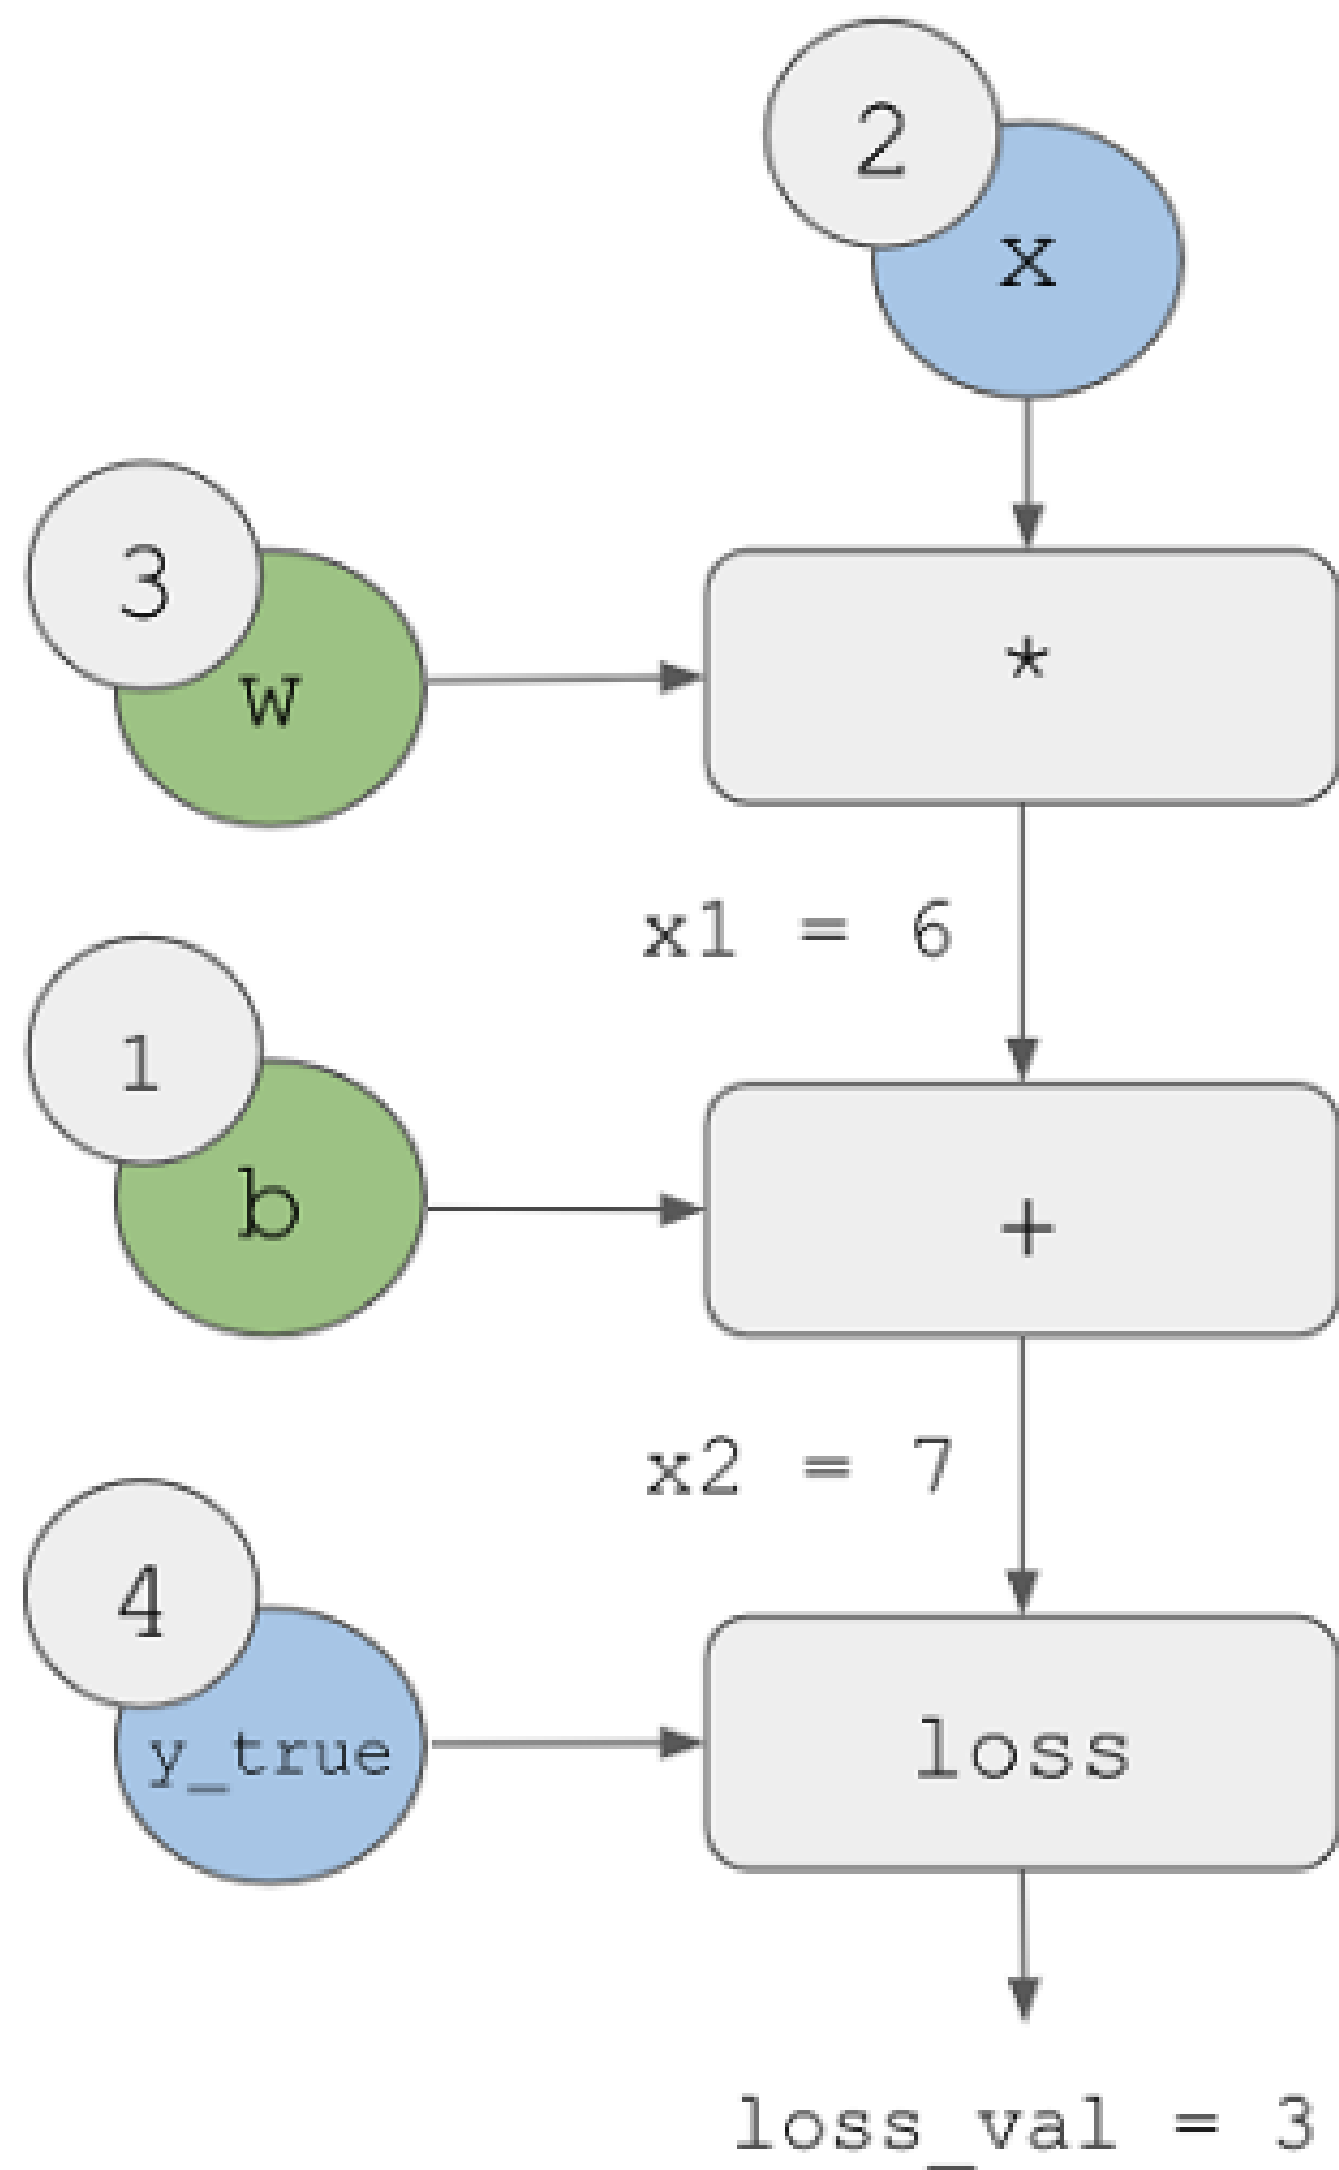 2
x
3
w
*
x1 = 6
1
b
+
x2 = 7
4
y_true
loss
loss_val = 3